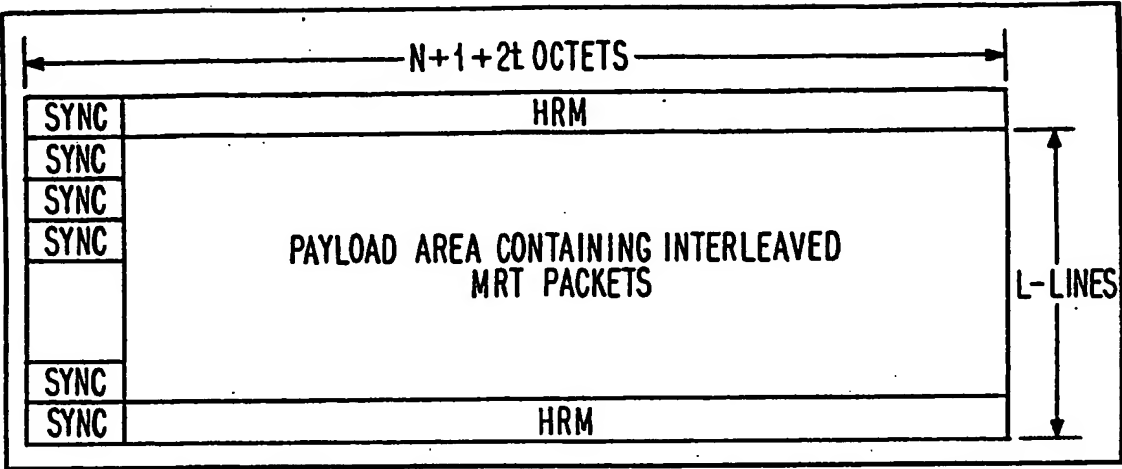 N+1+2t OCTETS
SYNC HRM
SYNC
SYNC
SYNC
PAYLOAD AREA CONTAINING INTERLEAVED
MRT PACKETS
L-LINES
SYNC
SYNC HRM